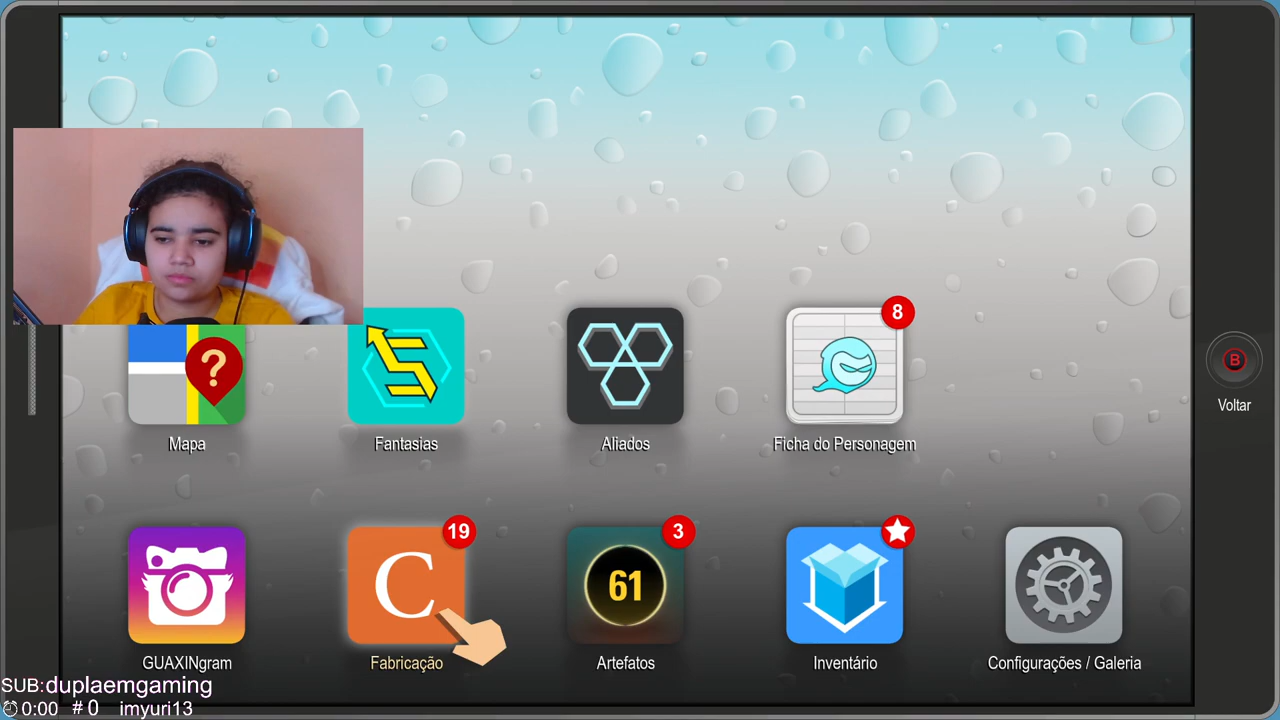 ?
8
B
Voltar
Mapa
Fantasias
Aliados
Ficha do Personagem
19
3
C
61
GUAXINgram
Fabricação
Artefatos
Inventário
Configurações / Galeria
SUB:duplaemgaming
0:00 # 0 imyuri13